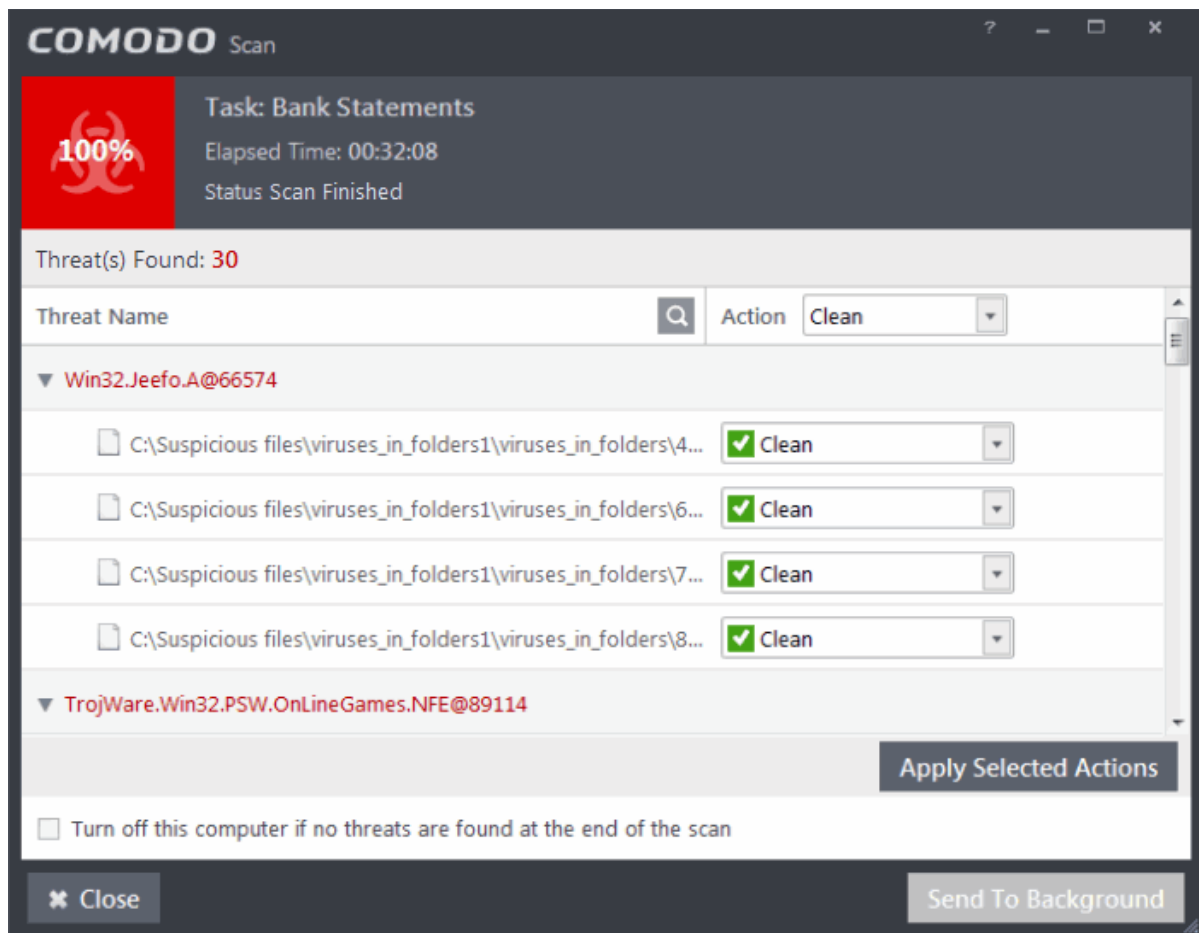 COMODO Scan
?
100%
Task: Bank Statements
Elapsed Time: 00:32:08
Status Scan Finished
Threat(s) Found: 30
Threat Name Action Clean
Win32.Jeefo.A@66574
C:\Suspicious files\viruses_in_folders1\viruses_in_folders\4... Clean
C:\Suspicious files\viruses_in_folders1\viruses_in_folders\6... Clean
C:\Suspicious files\viruses_in_folders1\viruses_in_folders\7... Clean
C:\Suspicious files\viruses_in_folders1\viruses_in_folders\8... Clean
TrojWare.Win32.PSW.OnLineGames.NFE@89114
Apply Selected Actions
Turn off this computer if no threats are found at the end of the scan
Close
Send To Background